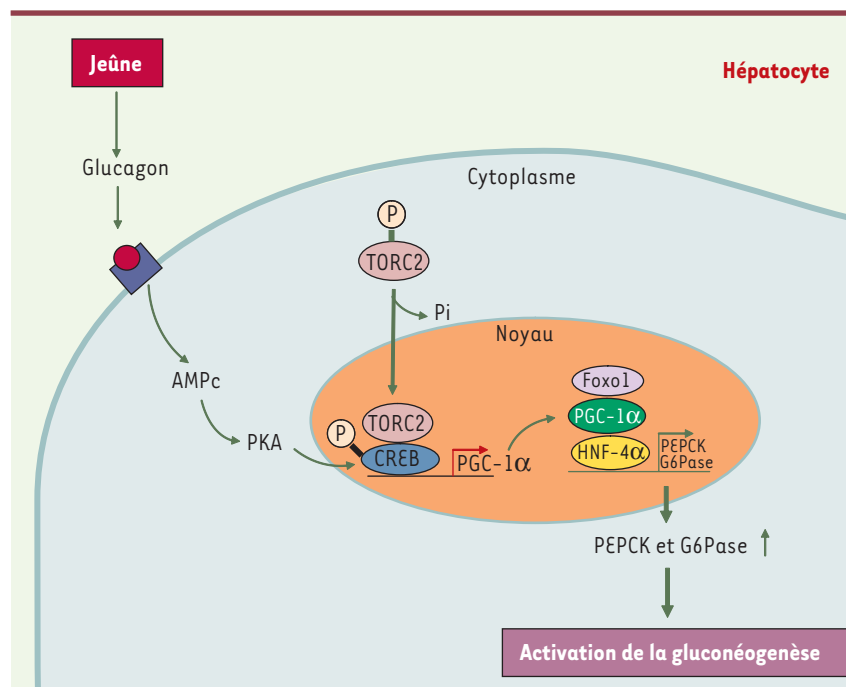 Jeûne
Hépatocyte
Glucagon
Cytoplasme
P
TORC2
Pi
Noyau
AMPc
Foxo1
TORC2
PGC-1α
P
PKA
CREB
PGC-1α
HNF-4α
PEPCK
G6Pase
PEPCK et G6Pase
Activation de la gluconéogenèse